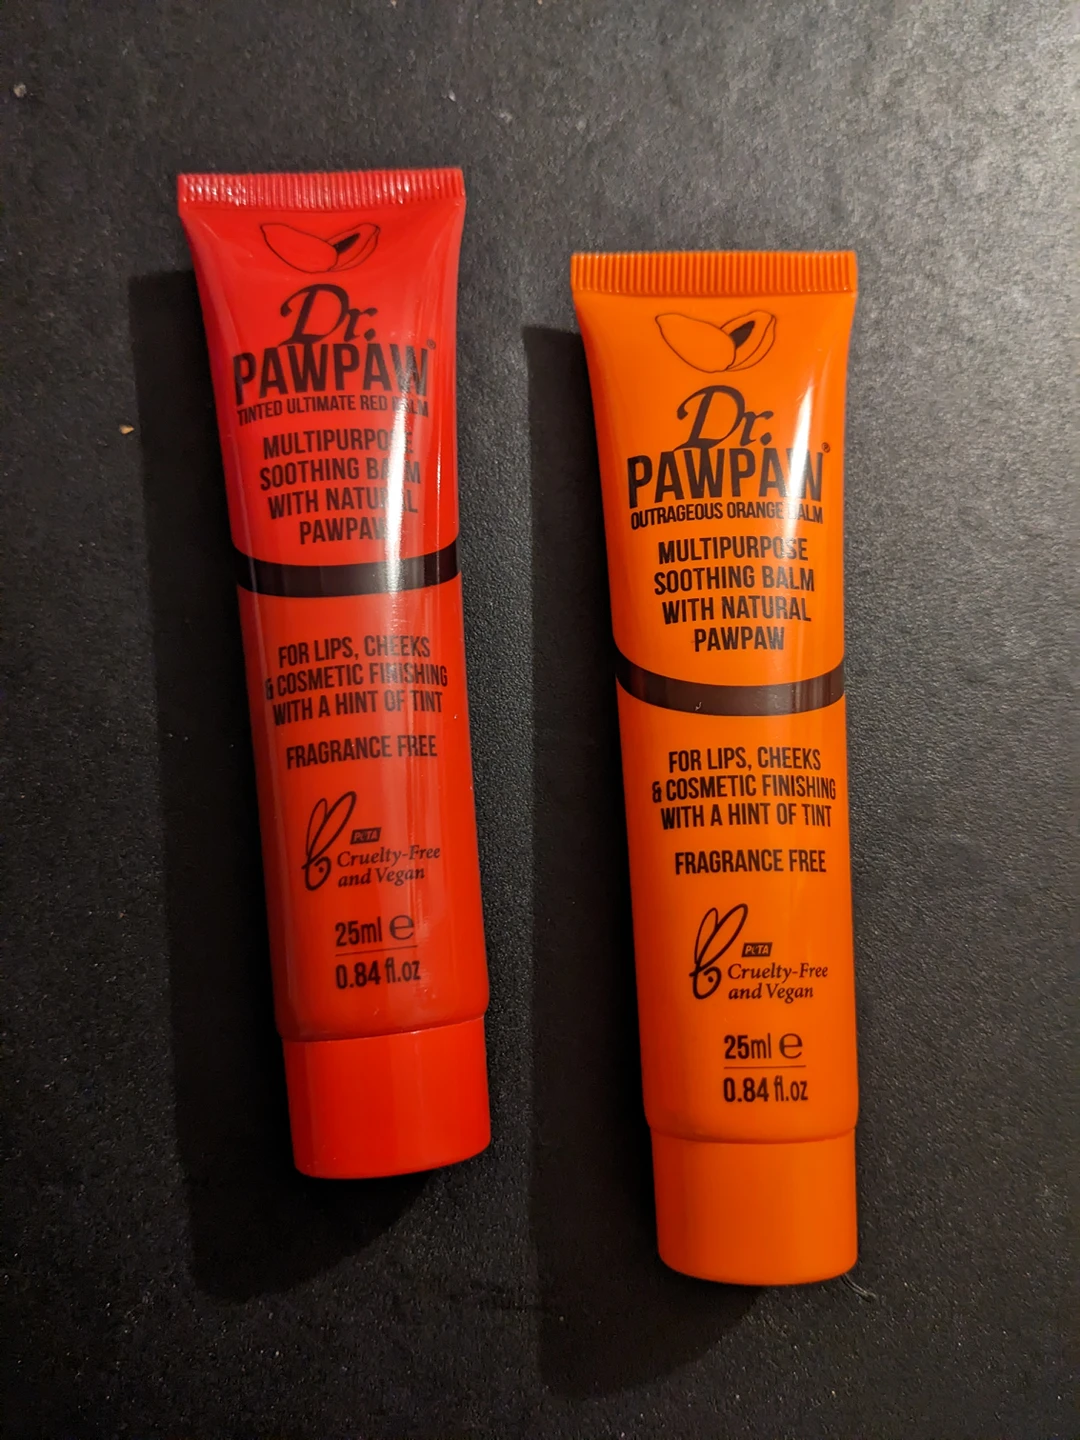 Dr.
PAWPAW®
TINTED ULTIMATE RED BALM
MULTIPURPOSE
SOOTHING BALM
WITH NATURAL
PAWPAW
FOR LIPS, CHEEKS
& COSMETIC FINISHING
WITH A HINT OF TINT
FRAGRANCE FREE
PETA
Cruelty-Free
and Vegan
25ml e
0.84 fl.oz
Dr.
PAWPAW®
OUTRAGEOUS ORANGE BALM
MULTIPURPOSE
SOOTHING BALM
WITH NATURAL
PAWPAW
FOR LIPS, CHEEKS
& COSMETIC FINISHING
WITH A HINT OF TINT
FRAGRANCE FREE
PETA
Cruelty-Free
and Vegan
25ml e
0.84 fl.oz